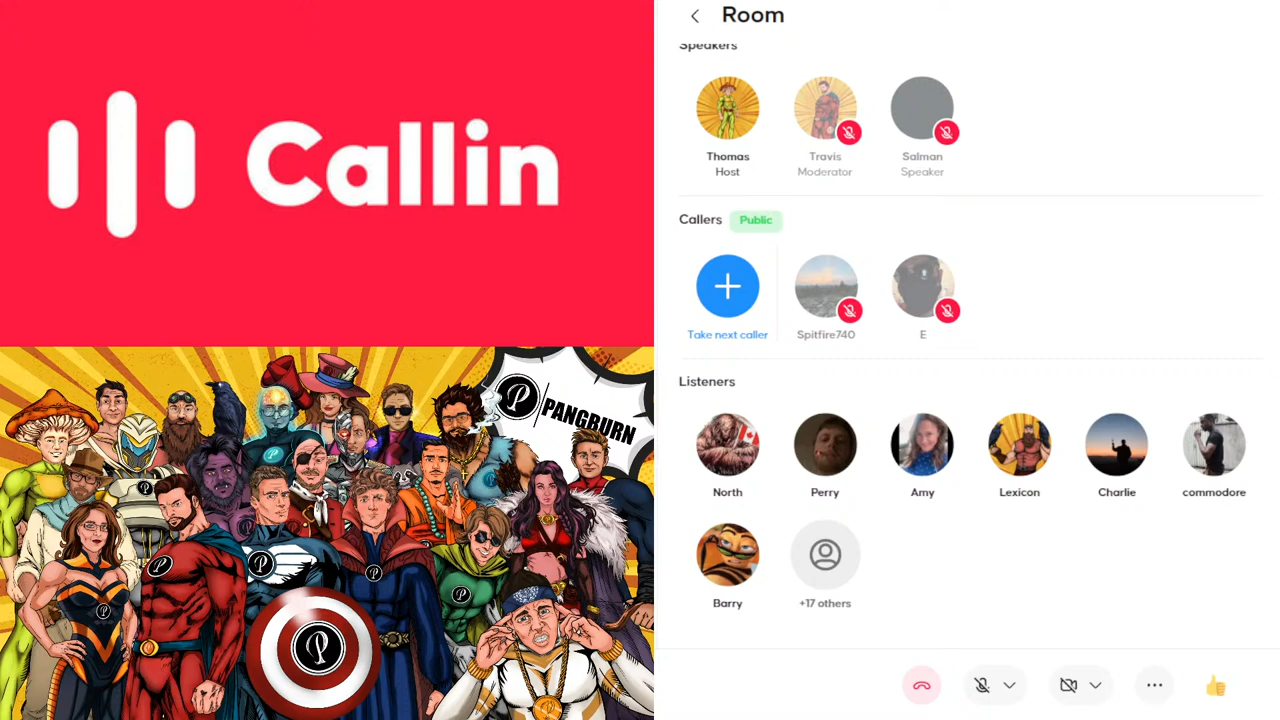 Callin
PANGBURN
Room
Speakers
Thomas
Host
Travis
Moderator
Salman
Speaker
Callers
Public
Take next caller
Spitfire740
E
Listeners
North
Perry
Amy
Lexicon
Charlie
commodore
Barry
+17 others